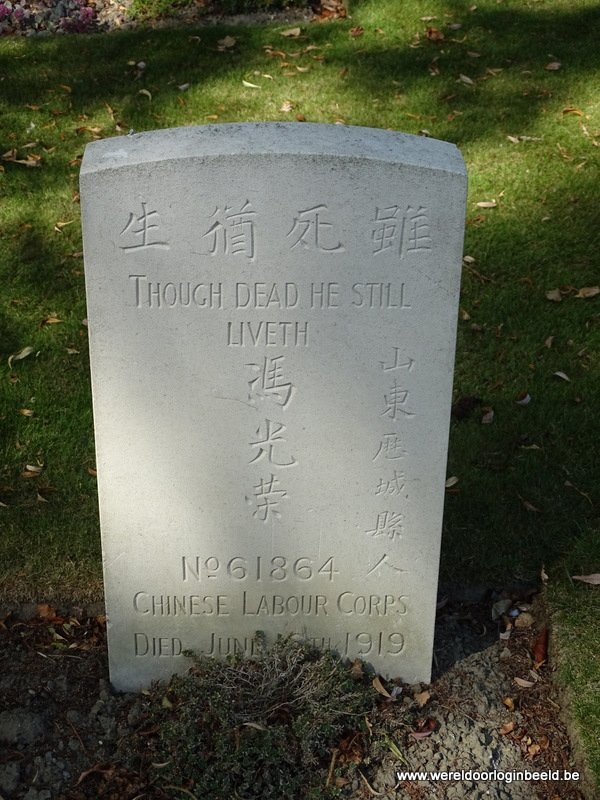 雖死猶生
THOUGH DEAD HE STILL
LIVETH
山東歷城縣人
馮光荣
No 61864
CHINESE LABOUR CORPS
DIED JUNE 1919
www.wereldoorloginbeeld.be